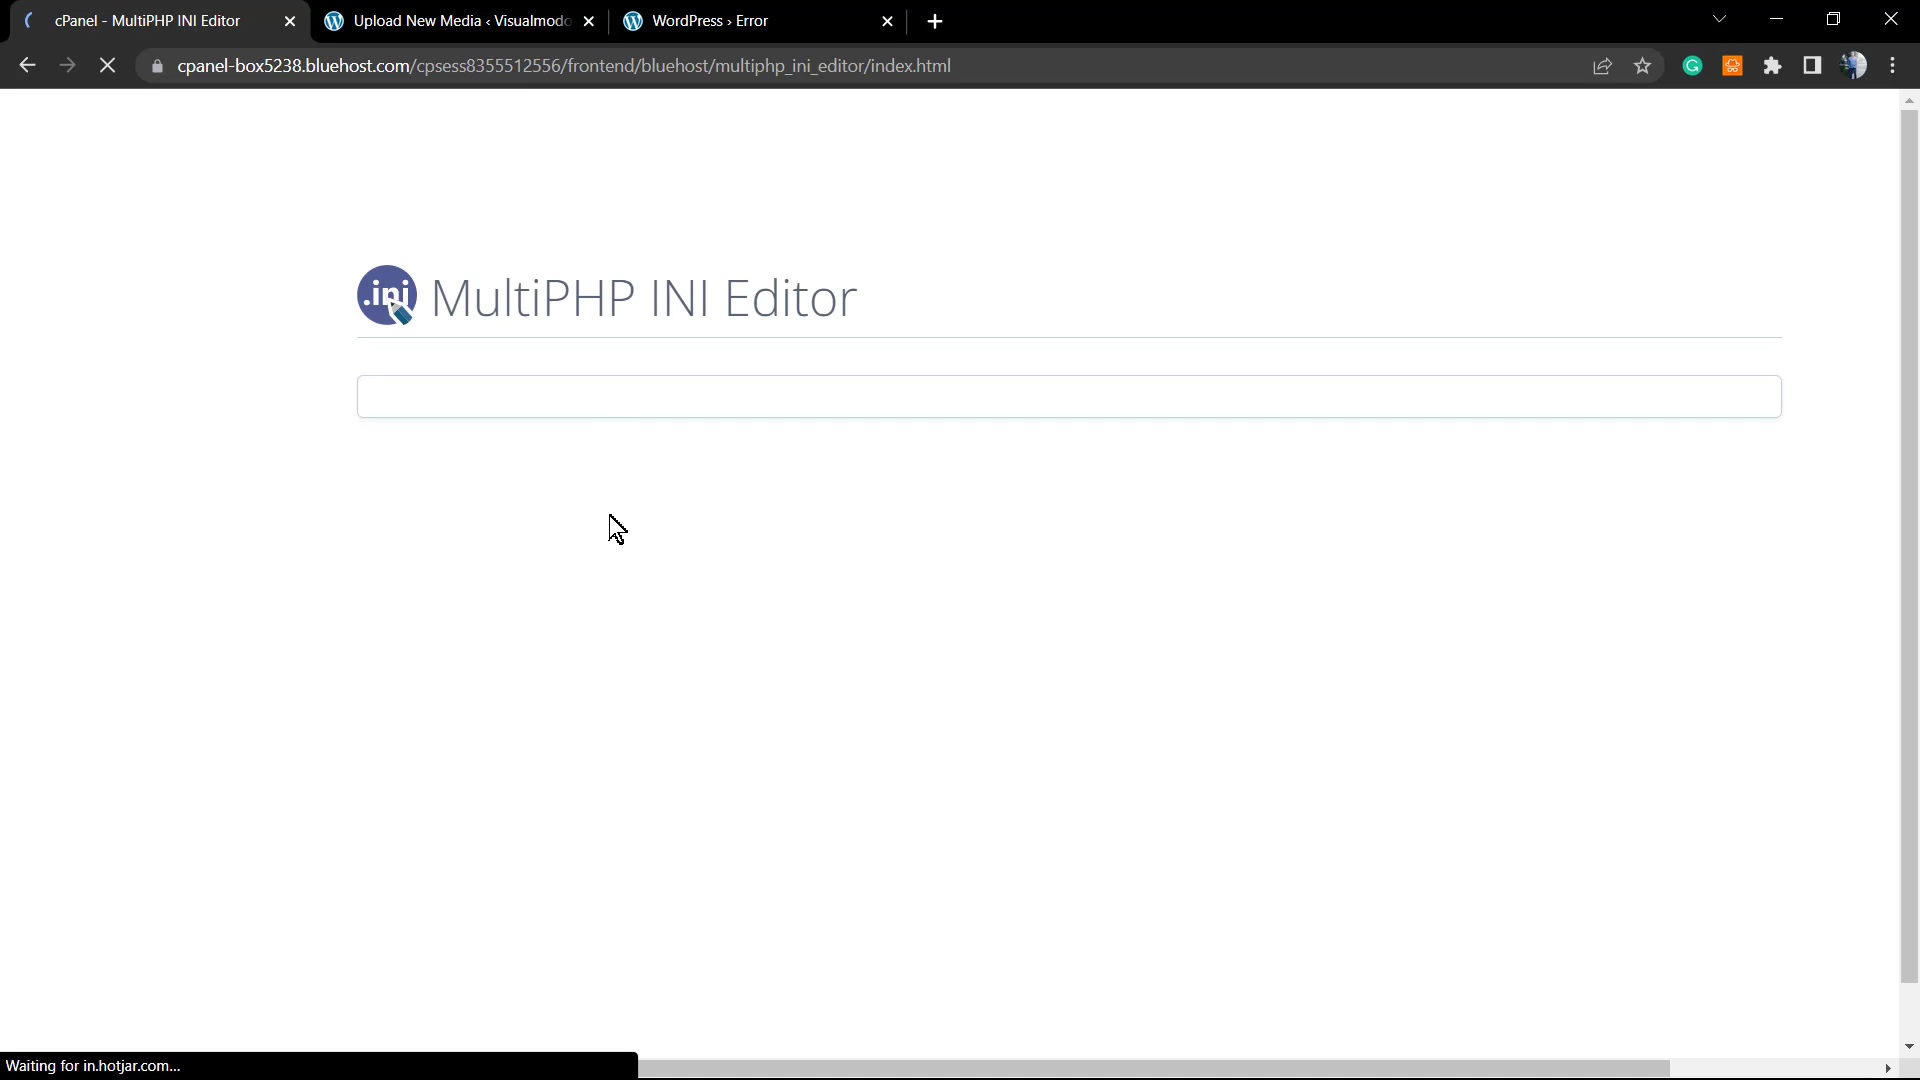 cPanel - MultiPHP INI Editor
Upload New Media ‹ Visualmodo
WordPress › Error
cpanel-box5238.bluehost.com/cpsess8355512556/frontend/bluehost/multiphp_ini_editor/index.html
.ini MultiPHP INI Editor
Waiting for in.hotjar.com...